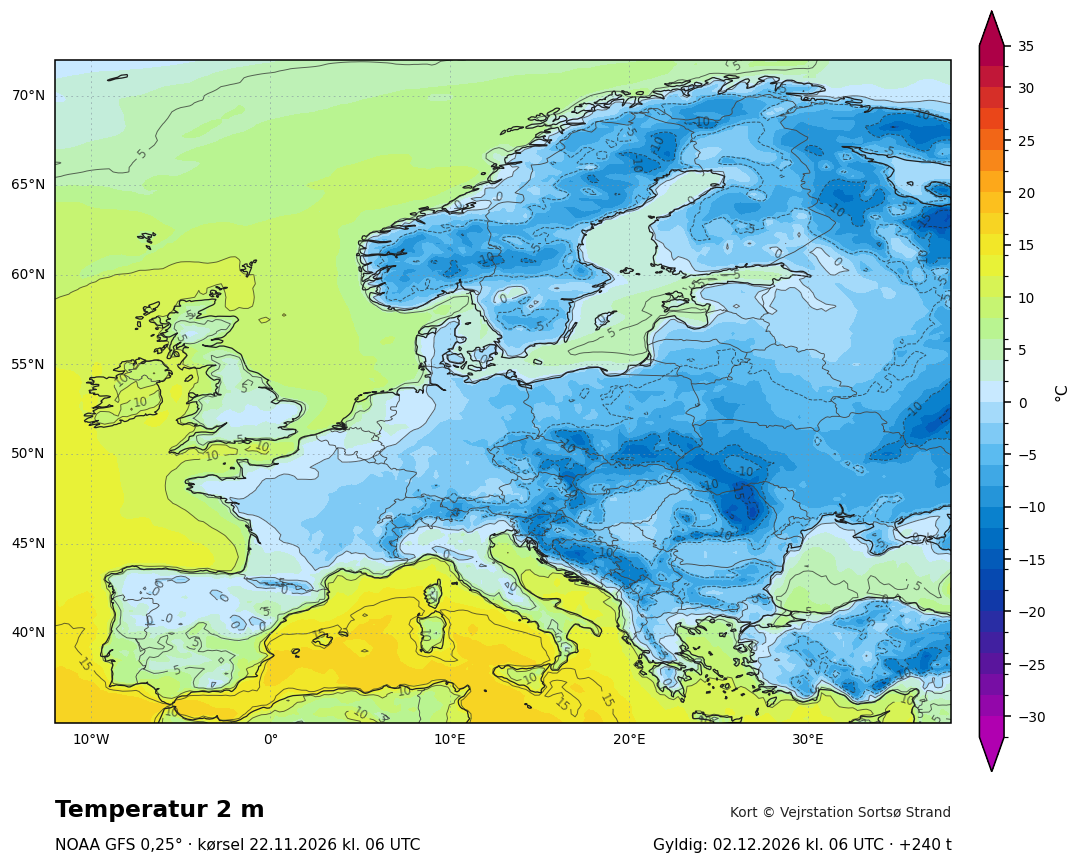 70°N
65°N
60°N
55°N
50°N
45°N
40°N
10°W
0°
10°E
20°E
30°E
35
30
25
20
15
10
5
0
−5
−10
−15
−20
−25
−30
°C
Temperatur 2 m
Kort © Vejrstation Sortsø Strand
NOAA GFS 0,25° · kørsel 22.11.2026 kl. 06 UTC
Gyldig: 02.12.2026 kl. 06 UTC · +240 t